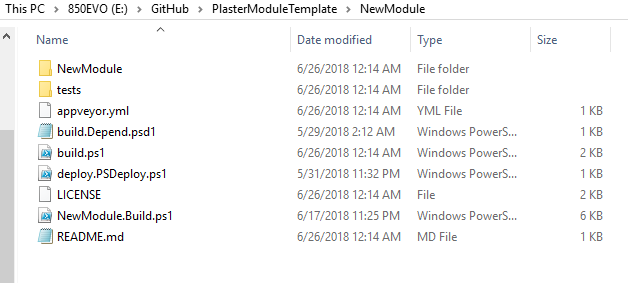 This PC > 850EVO (E:) > GitHub > PlasterModuleTemplate > NewModule
Name Date modified Type Size
NewModule 6/26/2018 12:14 AM File folder
tests 6/26/2018 12:14 AM File folder
appveyor.yml 6/26/2018 12:14 AM YML File 1 KB
build.Depend.psd1 5/29/2018 2:12 AM Windows PowerS... 1 KB
build.ps1 6/26/2018 12:14 AM Windows PowerS... 2 KB
deploy.PSDeploy.ps1 5/31/2018 11:32 PM Windows PowerS... 1 KB
LICENSE 6/26/2018 12:14 AM File 2 KB
NewModule.Build.ps1 6/17/2018 11:25 PM Windows PowerS... 6 KB
README.md 6/26/2018 12:14 AM MD File 1 KB